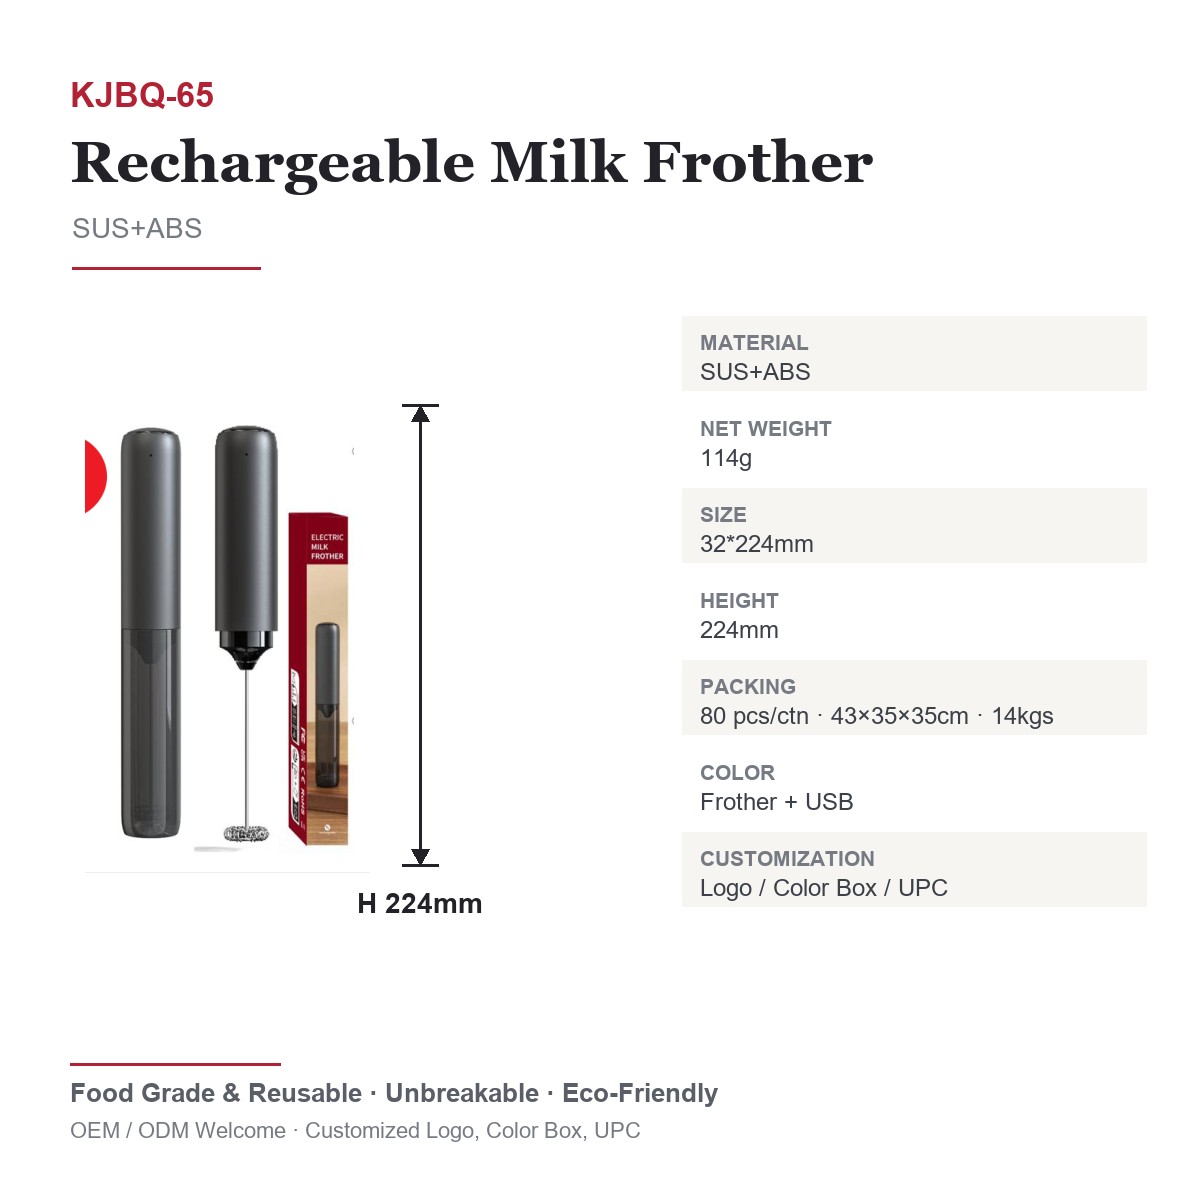 KJBQ-65
Rechargeable Milk Frother
SUS+ABS
MATERIAL
SUS+ABS
NET WEIGHT
114g
SIZE
32*224mm
HEIGHT
224mm
PACKING
80 pcs/ctn · 43×35×35cm · 14kgs
COLOR
Frother + USB
CUSTOMIZATION
Logo / Color Box / UPC
ELECTRIC
MILK
FROTHER
H 224mm
Food Grade & Reusable · Unbreakable · Eco-Friendly
OEM / ODM Welcome · Customized Logo, Color Box, UPC